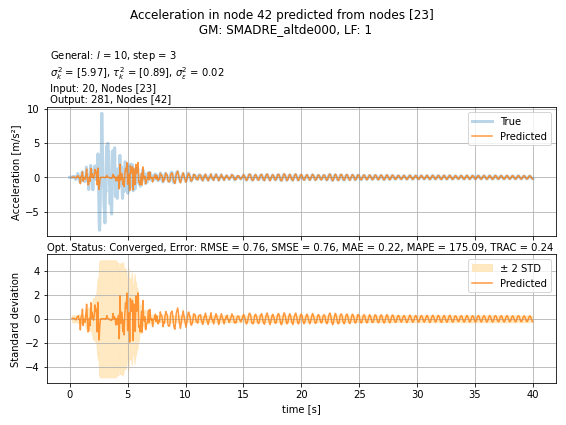 Acceleration in node 42 predicted from nodes [23]
GM: SMADRE_altde000, LF: 1
General: l = 10, step = 3
σ²ₖ = [5.97], τ²ₖ = [0.89], σ²ε = 0.02
Input: 20, Nodes [23]
Output: 281, Nodes [42]
10
5
0
−5
Acceleration [m/s²]
True
Predicted
Opt. Status: Converged, Error: RMSE = 0.76, SMSE = 0.76, MAE = 0.22, MAPE = 175.09, TRAC = 0.24
4
2
0
−2
−4
Standard deviation
± 2 STD
Predicted
0 5 10 15 20 25 30 35 40
time [s]